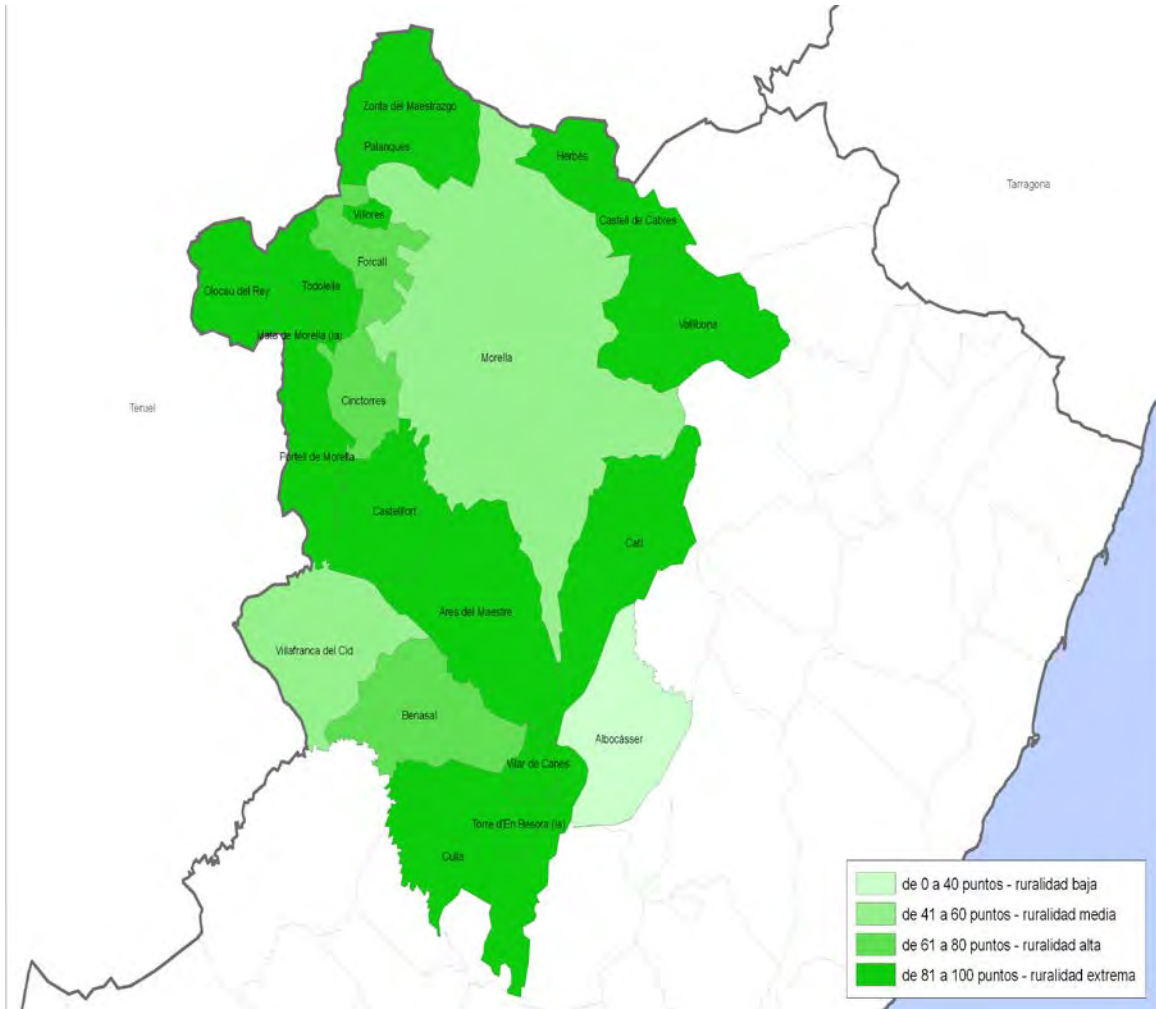 Zorita del Maestrazgo
Palanques
Herbés
Tarragona
Villores
Castell de Cabres
Forcall
Olocau del Rey
Todolella
Vallibona
Mata de Morella (la)
Morella
Cinctorres
Teruel
Portell de Morella
Castellfort
Catí
Ares del Maestre
Villafranca del Cid
Benasal
Albocàsser
Vilar de Canes
Torre d'En Besora (la)
Culla
de 0 a 40 puntos - ruralidad baja
de 41 a 60 puntos - ruralidad media
de 61 a 80 puntos - ruralidad alta
de 81 a 100 puntos - ruralidad extrema